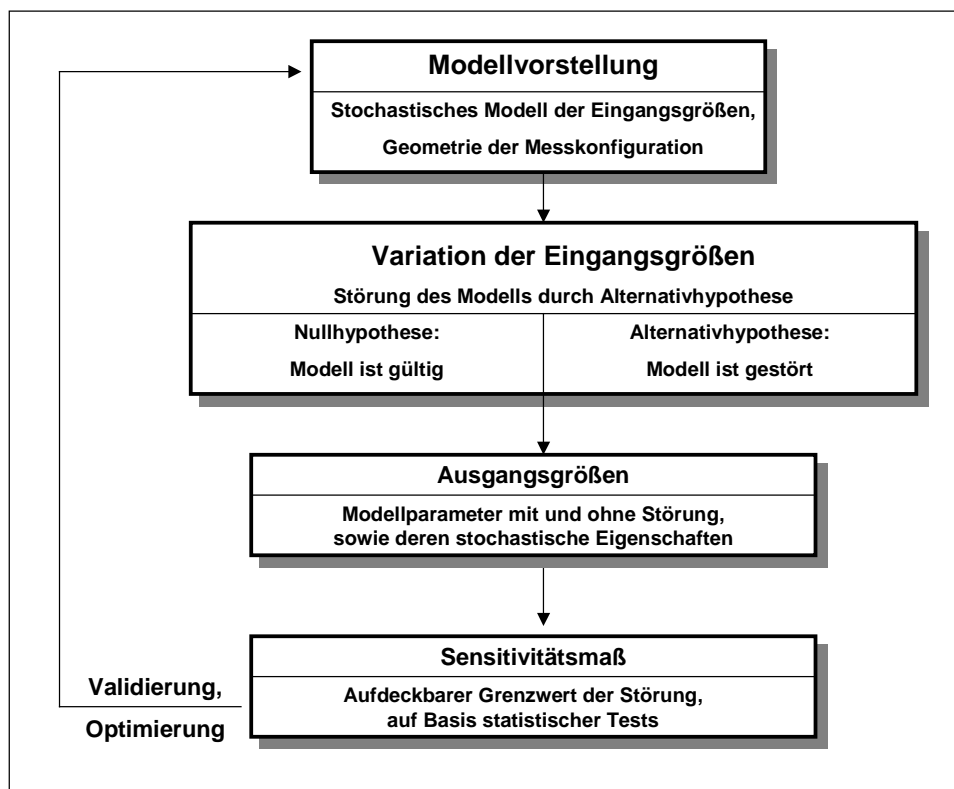 Modellvorstellung
Stochastisches Modell der Eingangsgrößen,
Geometrie der Messkonfiguration
Variation der Eingangsgrößen
Störung des Modells durch Alternativhypothese
Nullhypothese:
Modell ist gültig
Alternativhypothese:
Modell ist gestört
Ausgangsgrößen
Modellparameter mit und ohne Störung,
sowie deren stochastische Eigenschaften
Sensitivitätsmaß
Aufdeckbarer Grenzwert der Störung,
auf Basis statistischer Tests
Validierung,
Optimierung